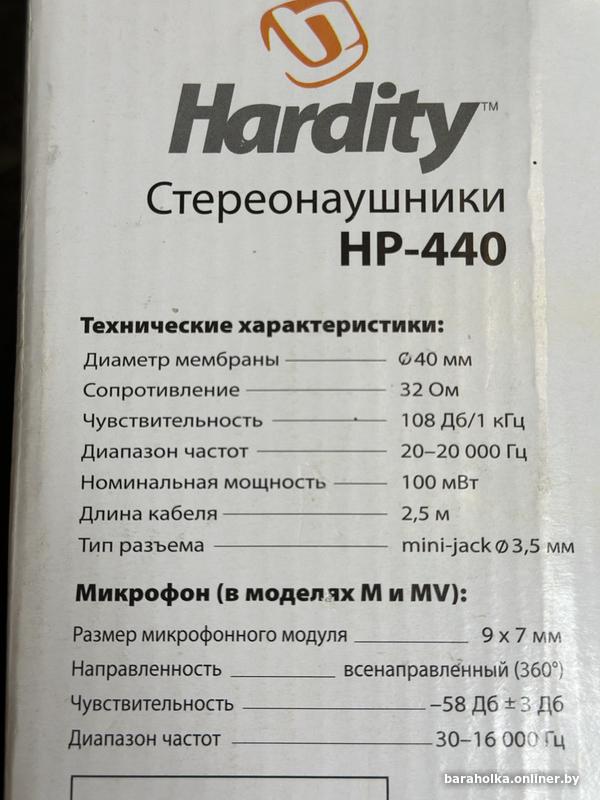 Hardity™
Стереонаушники
HP-440
Технические характеристики:
Диаметр мембраны Ø40 мм
Сопротивление 32 Ом
Чувствительность 108 Дб/1 кГц
Диапазон частот 20–20 000 Гц
Номинальная мощность 100 мВт
Длина кабеля 2,5 м
Тип разъема mini-jack Ø3,5 мм
Микрофон (в моделях M и MV):
Размер микрофонного модуля 9 x 7 мм
Направленность всенаправленный (360°)
Чувствительность –58 Дб ± 3 Дб
Диапазон частот 30–16 000 Гц
baraholka.onliner.by